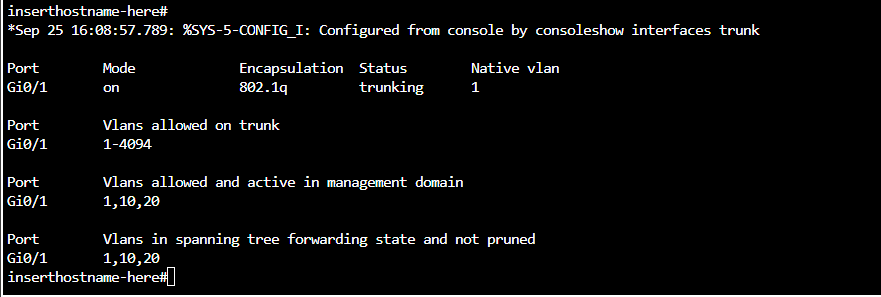 inserthostname-here#
*Sep 25 16:08:57.789: %SYS-5-CONFIG_I: Configured from console by consoleshow interfaces trunk
Port        Mode             Encapsulation  Status        Native vlan
Gi0/1       on               802.1q         trunking      1
Port        Vlans allowed on trunk
Gi0/1       1-4094
Port        Vlans allowed and active in management domain
Gi0/1       1,10,20
Port        Vlans in spanning tree forwarding state and not pruned
Gi0/1       1,10,20
inserthostname-here#